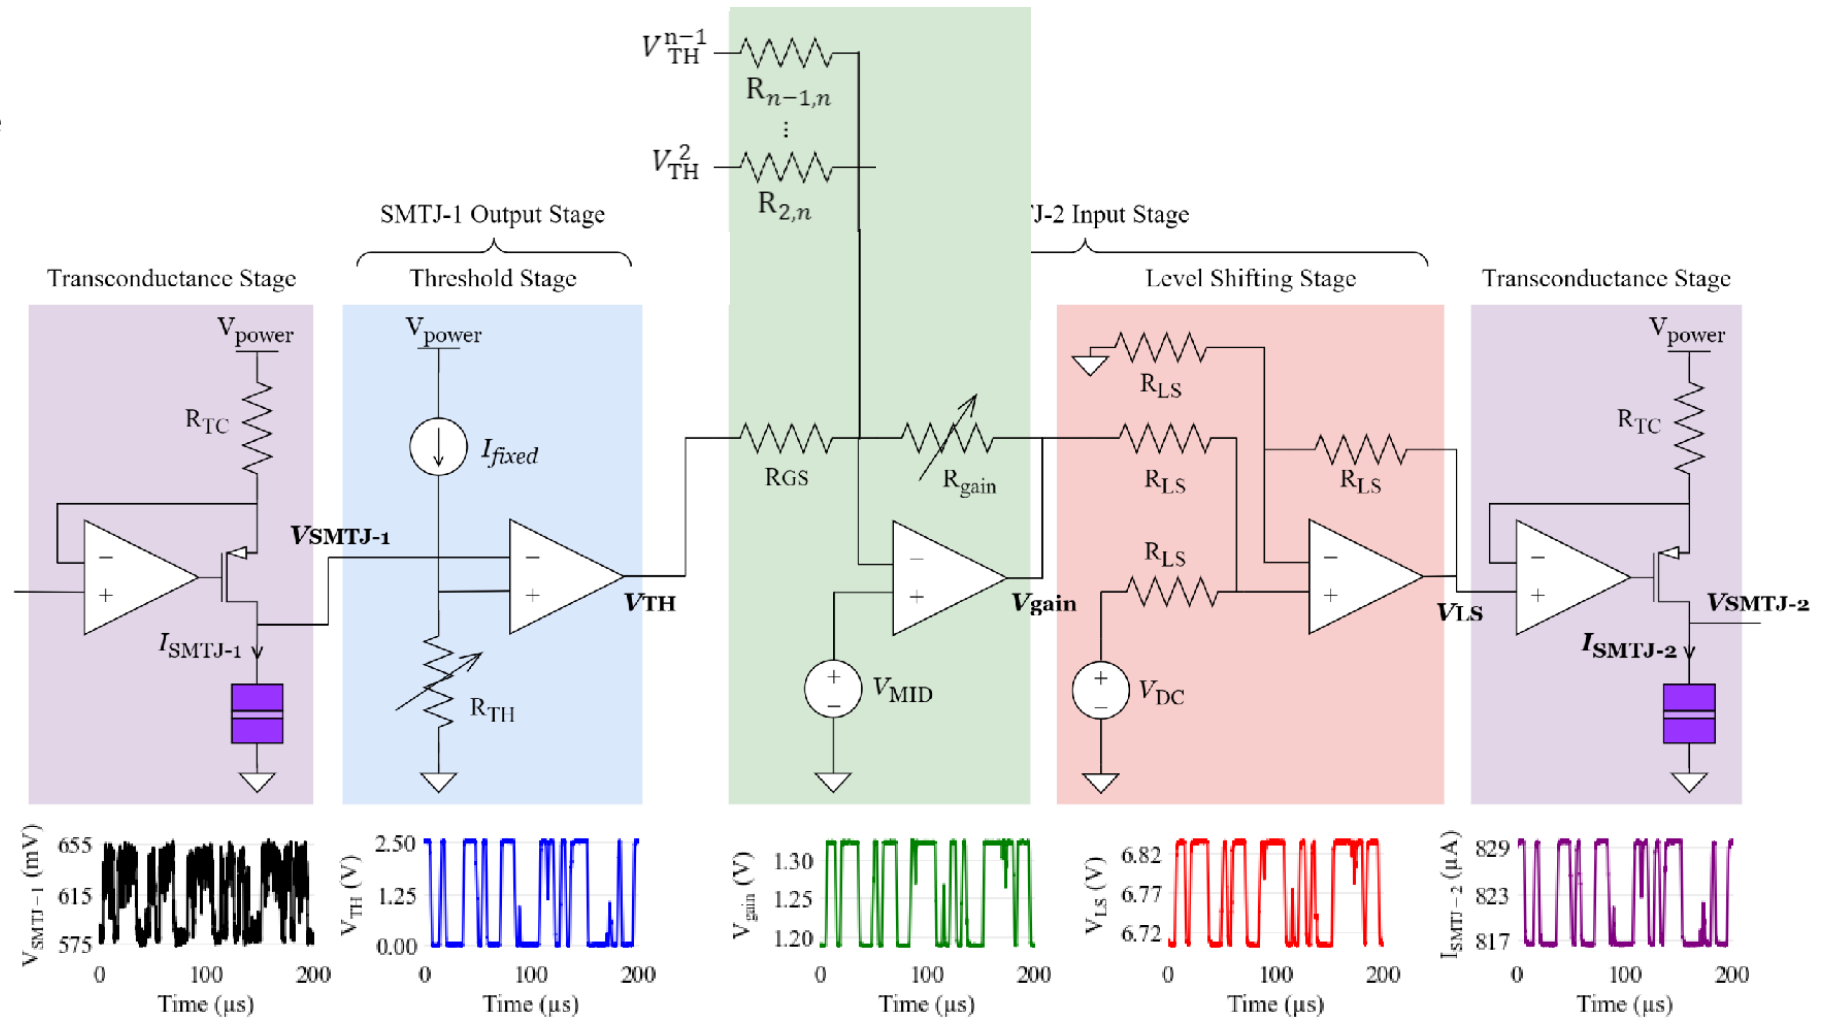 V_TH^{n−1}
R_{n−1,n}
⋮
V_TH^2
R_{2,n}
SMTJ-1 Output Stage
J-2 Input Stage
Transconductance Stage
Threshold Stage
Level Shifting Stage
Transconductance Stage
V_power
R_TC
−
+
I_SMTJ-1
V_SMTJ-1
V_power
I_fixed
R_TH
−
+
V_TH
R_GS
R_gain
−
+
V_gain
+
−
V_MID
R_LS
R_LS
R_LS
R_LS
+
−
V_DC
−
+
V_LS
V_power
R_TC
−
+
V_SMTJ-2
I_SMTJ-2
V_SMTJ−1 (mV)
655
615
575
0 100 200
Time (μs)
V_TH (V)
2.50
1.25
0.00
0 100 200
Time (μs)
V_gain (V)
1.30
1.25
1.20
0 100 200
Time (μs)
V_LS (V)
6.82
6.77
6.72
0 100 200
Time (μs)
I_SMTJ−2 (μA)
829
823
817
0 100 200
Time (μs)